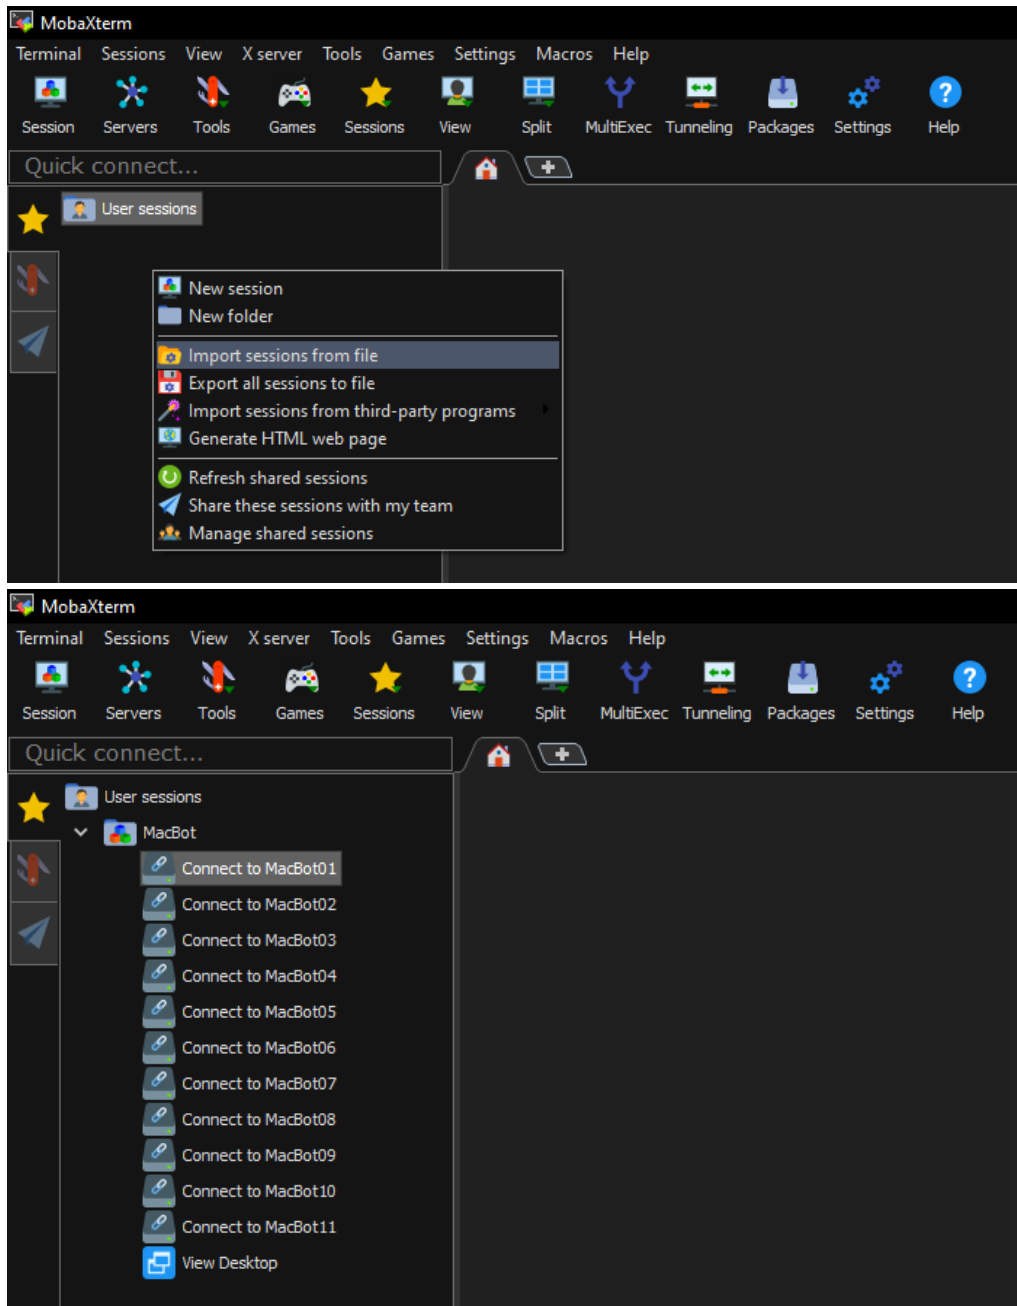 MobaXterm
Terminal Sessions View X server Tools Games Settings Macros Help
Session Servers Tools Games Sessions View Split MultiExec Tunneling Packages Settings Help
Quick connect...
User sessions
New session
New folder
Import sessions from file
Export all sessions to file
Import sessions from third-party programs
Generate HTML web page
Refresh shared sessions
Share these sessions with my team
Manage shared sessions
MobaXterm
Terminal Sessions View X server Tools Games Settings Macros Help
Session Servers Tools Games Sessions View Split MultiExec Tunneling Packages Settings Help
Quick connect...
User sessions
MacBot
Connect to MacBot01
Connect to MacBot02
Connect to MacBot03
Connect to MacBot04
Connect to MacBot05
Connect to MacBot06
Connect to MacBot07
Connect to MacBot08
Connect to MacBot09
Connect to MacBot10
Connect to MacBot11
View Desktop